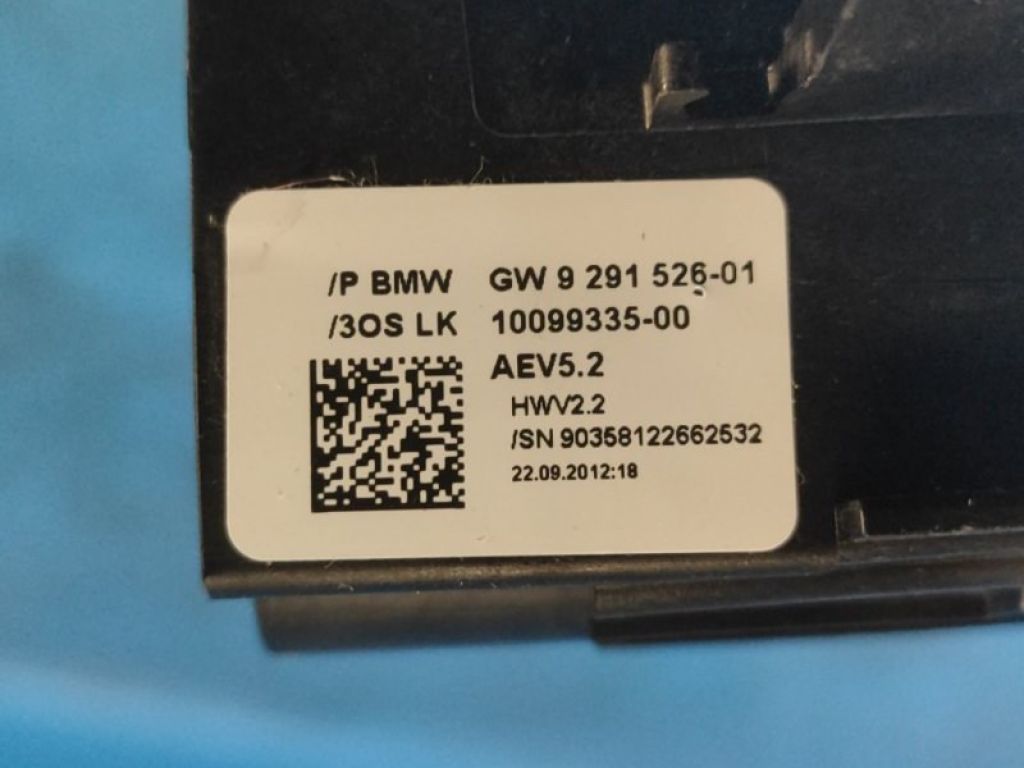 /P BMW GW 9 291 526-01
/3OS LK 10099335-00
AEV5.2
HWV2.2
/SN 90358122662532
22.09.2012:18